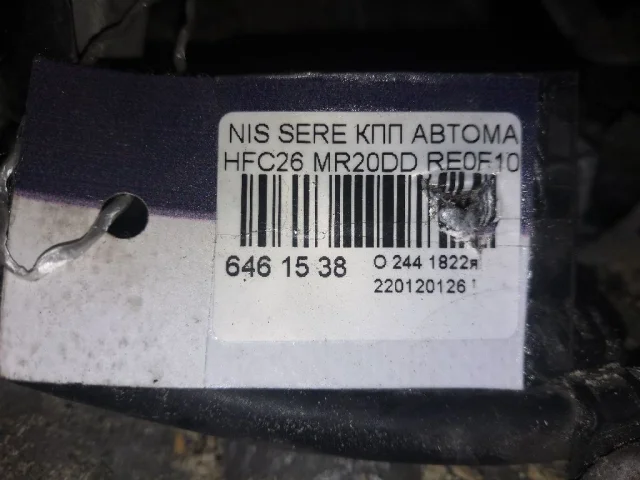 NIS SERE КПП АВТОМА
HFC26 MR20DD RE0F10
646 15 38
О 244 1822я
220120126